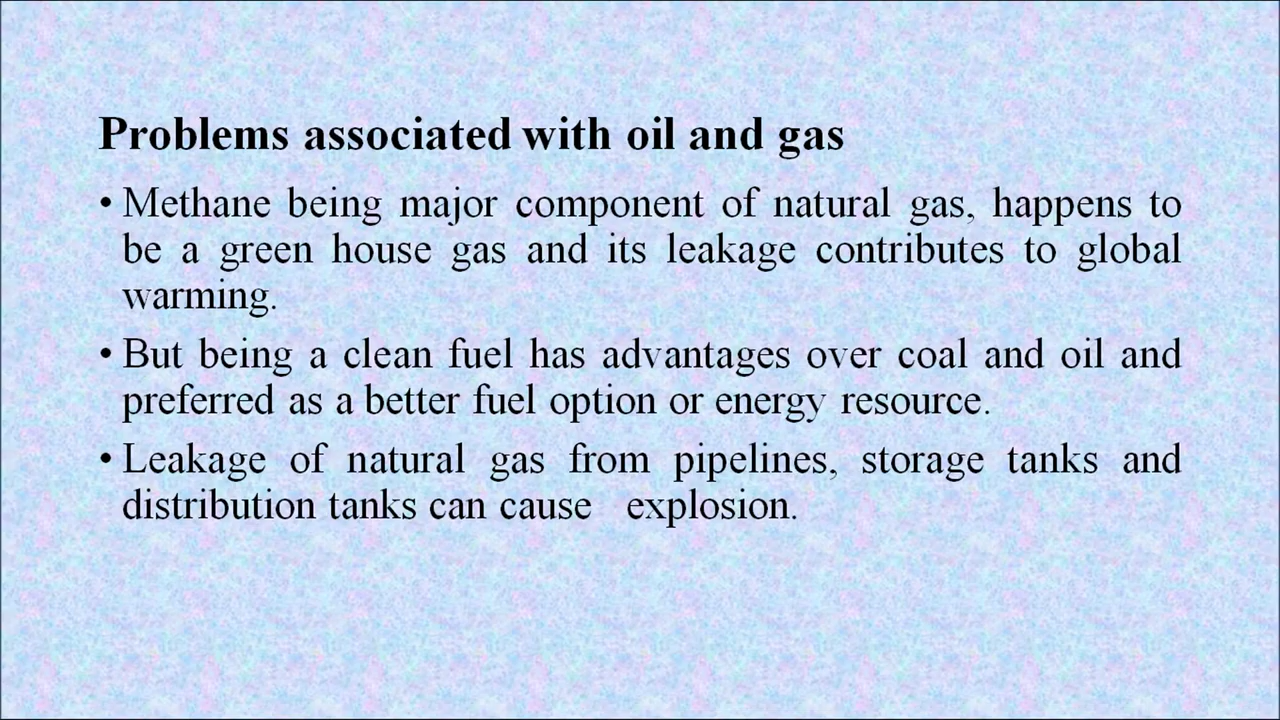 Problems associated with oil and gas
• Methane being major component of natural gas, happens to
be a green house gas and its leakage contributes to global
warming.
• But being a clean fuel has advantages over coal and oil and
preferred as a better fuel option or energy resource.
• Leakage of natural gas from pipelines, storage tanks and
distribution tanks can cause   explosion.